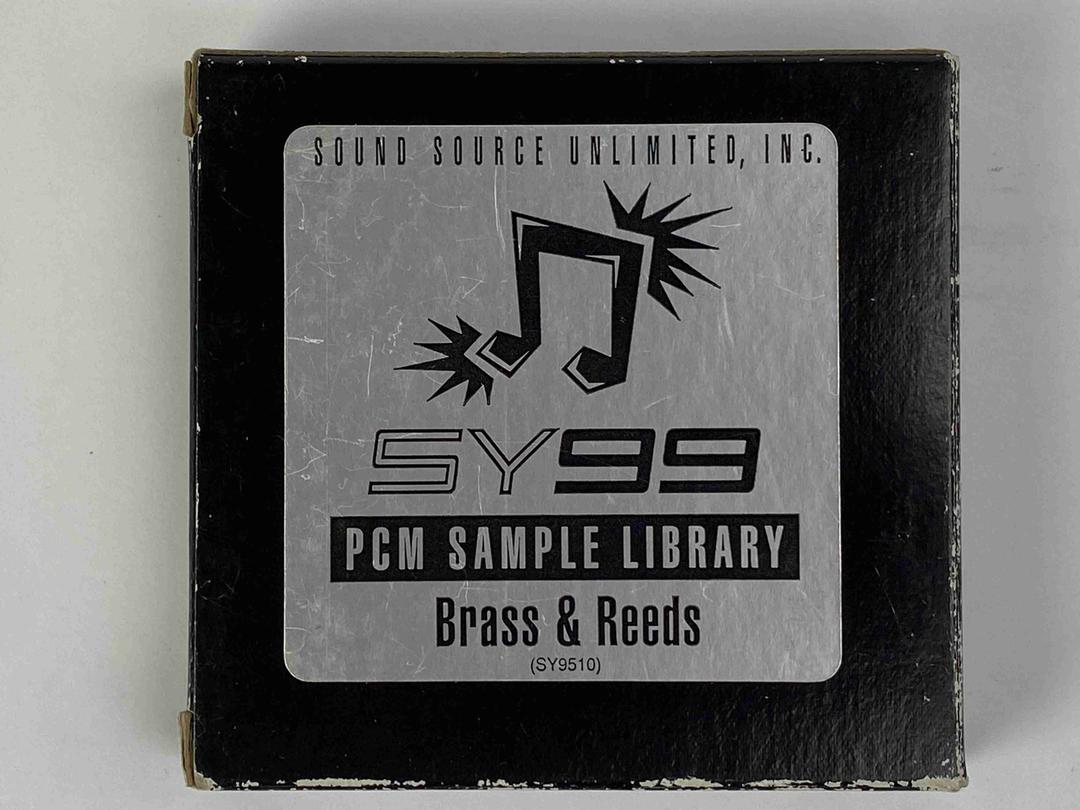 SOUND SOURCE UNLIMITED, INC.
SY99
PCM SAMPLE LIBRARY
Brass & Reeds
(SY9510)